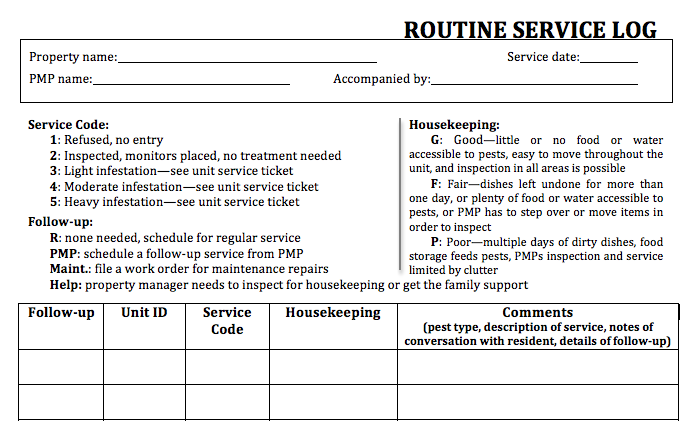 ROUTINE SERVICE LOG
Property name: Service date:
PMP name: Accompanied by:
Service Code:
1: Refused, no entry
2: Inspected, monitors placed, no treatment needed
3: Light infestation—see unit service ticket
4: Moderate infestation—see unit service ticket
5: Heavy infestation—see unit service ticket
Follow-up:
R: none needed, schedule for regular service
PMP: schedule a follow-up service from PMP
Maint.: file a work order for maintenance repairs
Help: property manager needs to inspect for housekeeping or get the family support
Housekeeping:
G: Good—little or no food or water
accessible to pests, easy to move throughout the
unit, and inspection in all areas is possible
F: Fair—dishes left undone for more than
one day, or plenty of food or water accessible to
pests, or PMP has to step over or move items in
order to inspect
P: Poor—multiple days of dirty dishes, food
storage feeds pests, PMPs inspection and service
limited by clutter
Follow-up Unit ID Service Housekeeping Comments
Code (pest type, description of service, notes of
conversation with resident, details of follow-up)